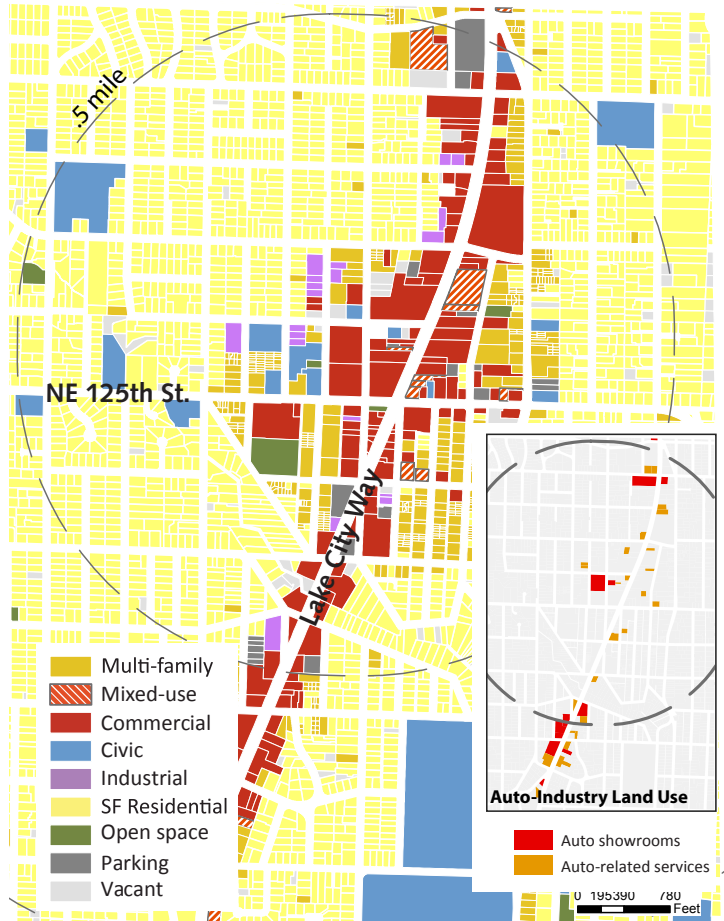 .5 mile
NE 125th St.
Lake City Way
Multi-family
Mixed-use
Commercial
Civic
Industrial
SF Residential
Open space
Parking
Vacant
Auto-Industry Land Use
Auto showrooms
Auto-related services
0 195390 780
Feet